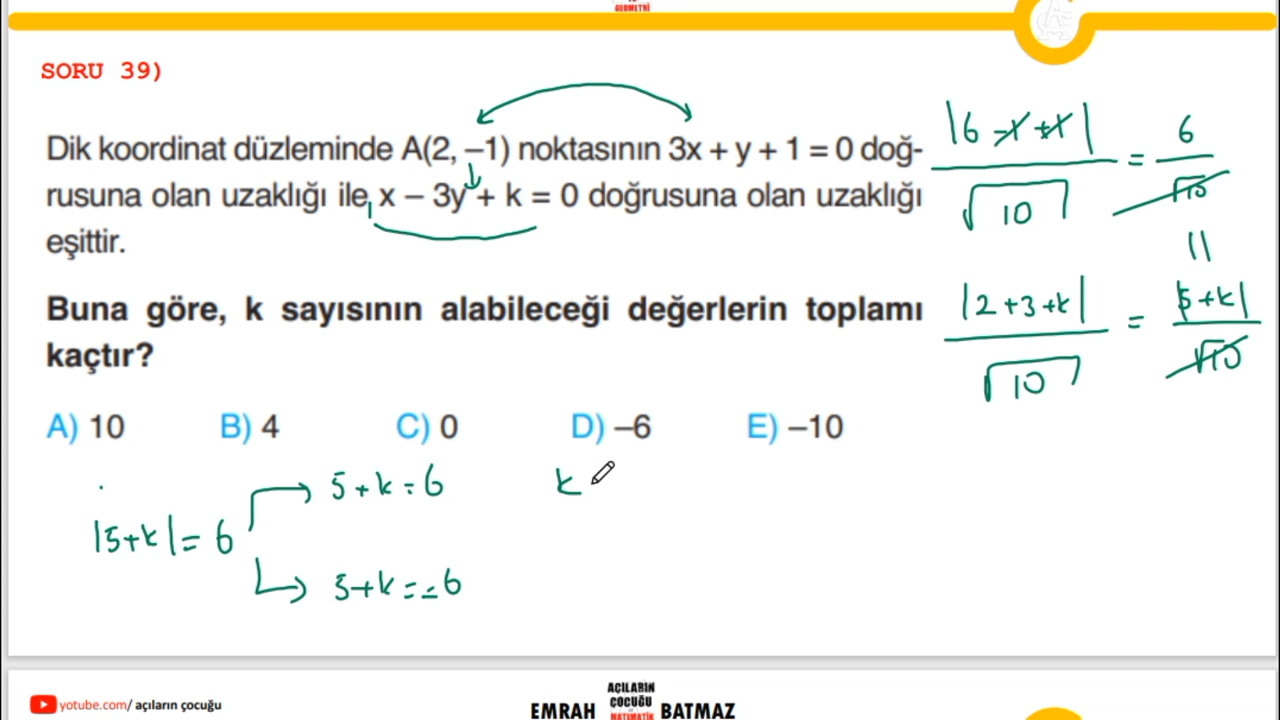 GEOMETRİ
SORU 39)
Dik koordinat düzleminde A(2, –1) noktasının 3x + y + 1 = 0 doğ-
rusuna olan uzaklığı ile x – 3y + k = 0 doğrusuna olan uzaklığı
eşittir.
Buna göre, k sayısının alabileceği değerlerin toplamı
kaçtır?
A) 10 B) 4 C) 0 D) –6 E) –10
|6 -1 +1| / √10 = 6 / √10
||
|2+3+k| / √10 = |5+k| / √10
|5+k| = 6
5+k=6
5+k=-6
k
yotube.com/ açıların çocuğu
EMRAH
AÇILARIN
ÇOCUĞU
MATEMATİK
BATMAZ